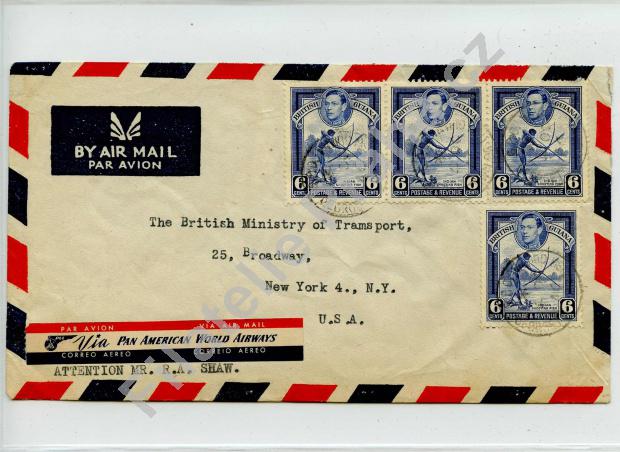 BY AIR MAIL
PAR AVION
BRITISH GUIANA
6 CENTS POSTAGE & REVENUE 6 CENTS
BRITISH GUIANA
6 CENTS POSTAGE & REVENUE 6 CENTS
BRITISH GUIANA
6 CENTS POSTAGE & REVENUE 6 CENTS
BRITISH GUIANA
6 CENTS POSTAGE & REVENUE 6 CENTS
The British Ministry of Tramsport,
25, Broadway,
New York 4., N.Y.
U.S.A.
PAR AVION VIA AIR MAIL
Via PAN AMERICAN WORLD AIRWAYS
CORREO AEREO CORREIO AEREO
ATTENTION MR. R.A. SHAW.